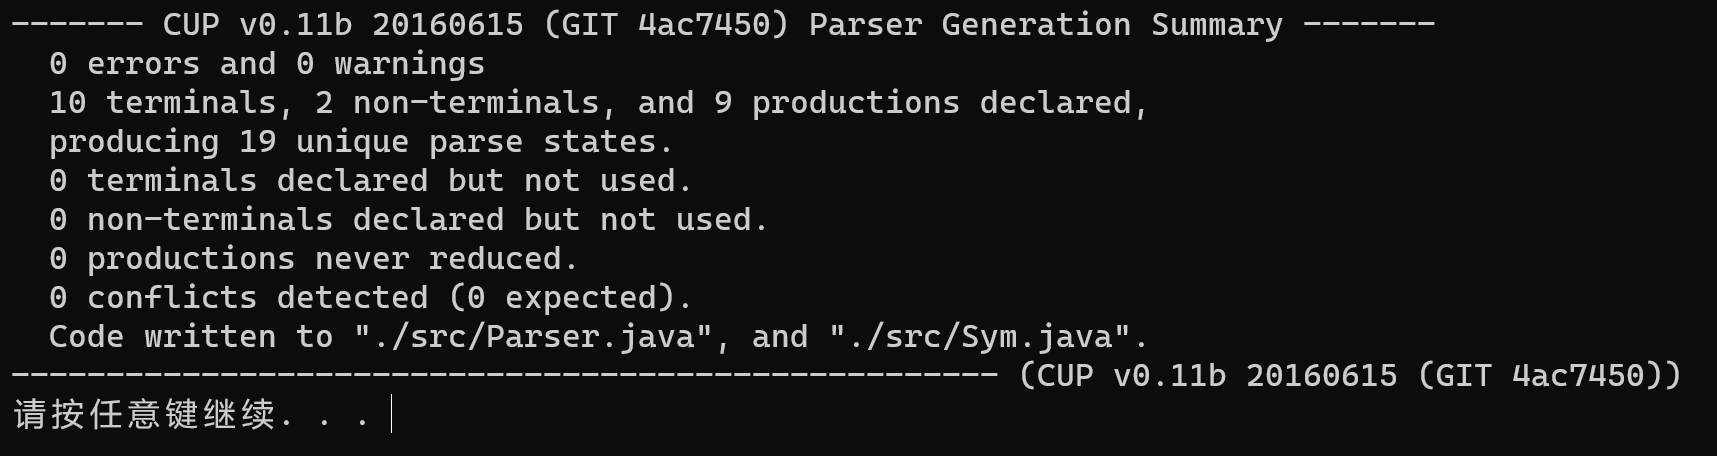 ------- CUP v0.11b 20160615 (GIT 4ac7450) Parser Generation Summary -------
  0 errors and 0 warnings
  10 terminals, 2 non-terminals, and 9 productions declared,
  producing 19 unique parse states.
  0 terminals declared but not used.
  0 non-terminals declared but not used.
  0 productions never reduced.
  0 conflicts detected (0 expected).
  Code written to "./src/Parser.java", and "./src/Sym.java".
---------------------------------------------------- (CUP v0.11b 20160615 (GIT 4ac7450))
请按任意键继续. . .